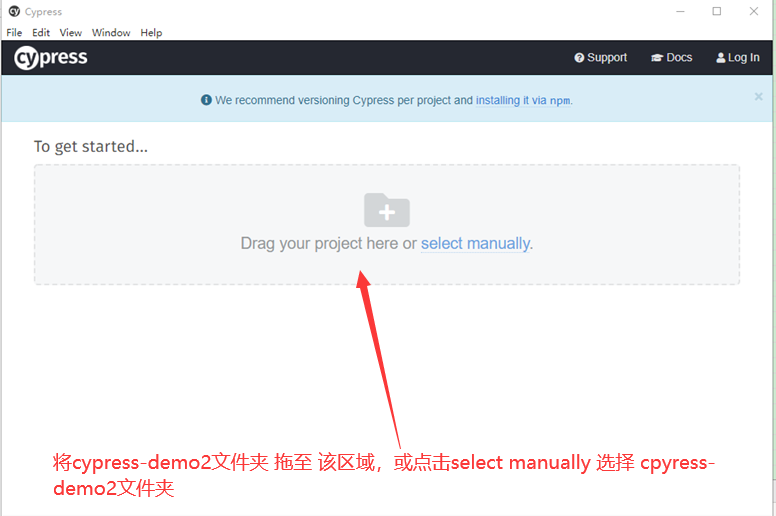 Cypress
File Edit View Window Help
cypress Support Docs Log In
We recommend versioning Cypress per project and installing it via npm.
To get started...
Drag your project here or select manually.
将cypress-demo2文件夹 拖至 该区域，或点击select manually 选择 cpyress-
demo2文件夹